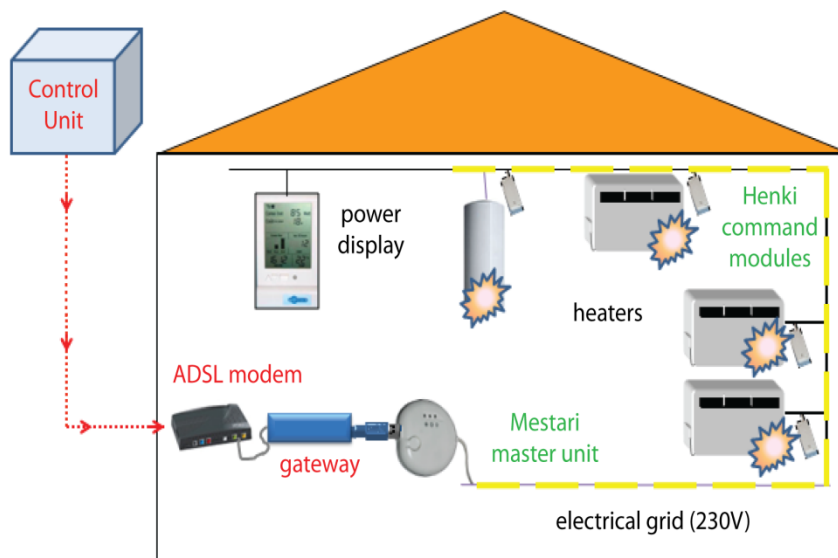 Control
Unit
power
display
Henki
command
modules
heaters
ADSL modem
gateway
Mestari
master unit
electrical grid (230V)